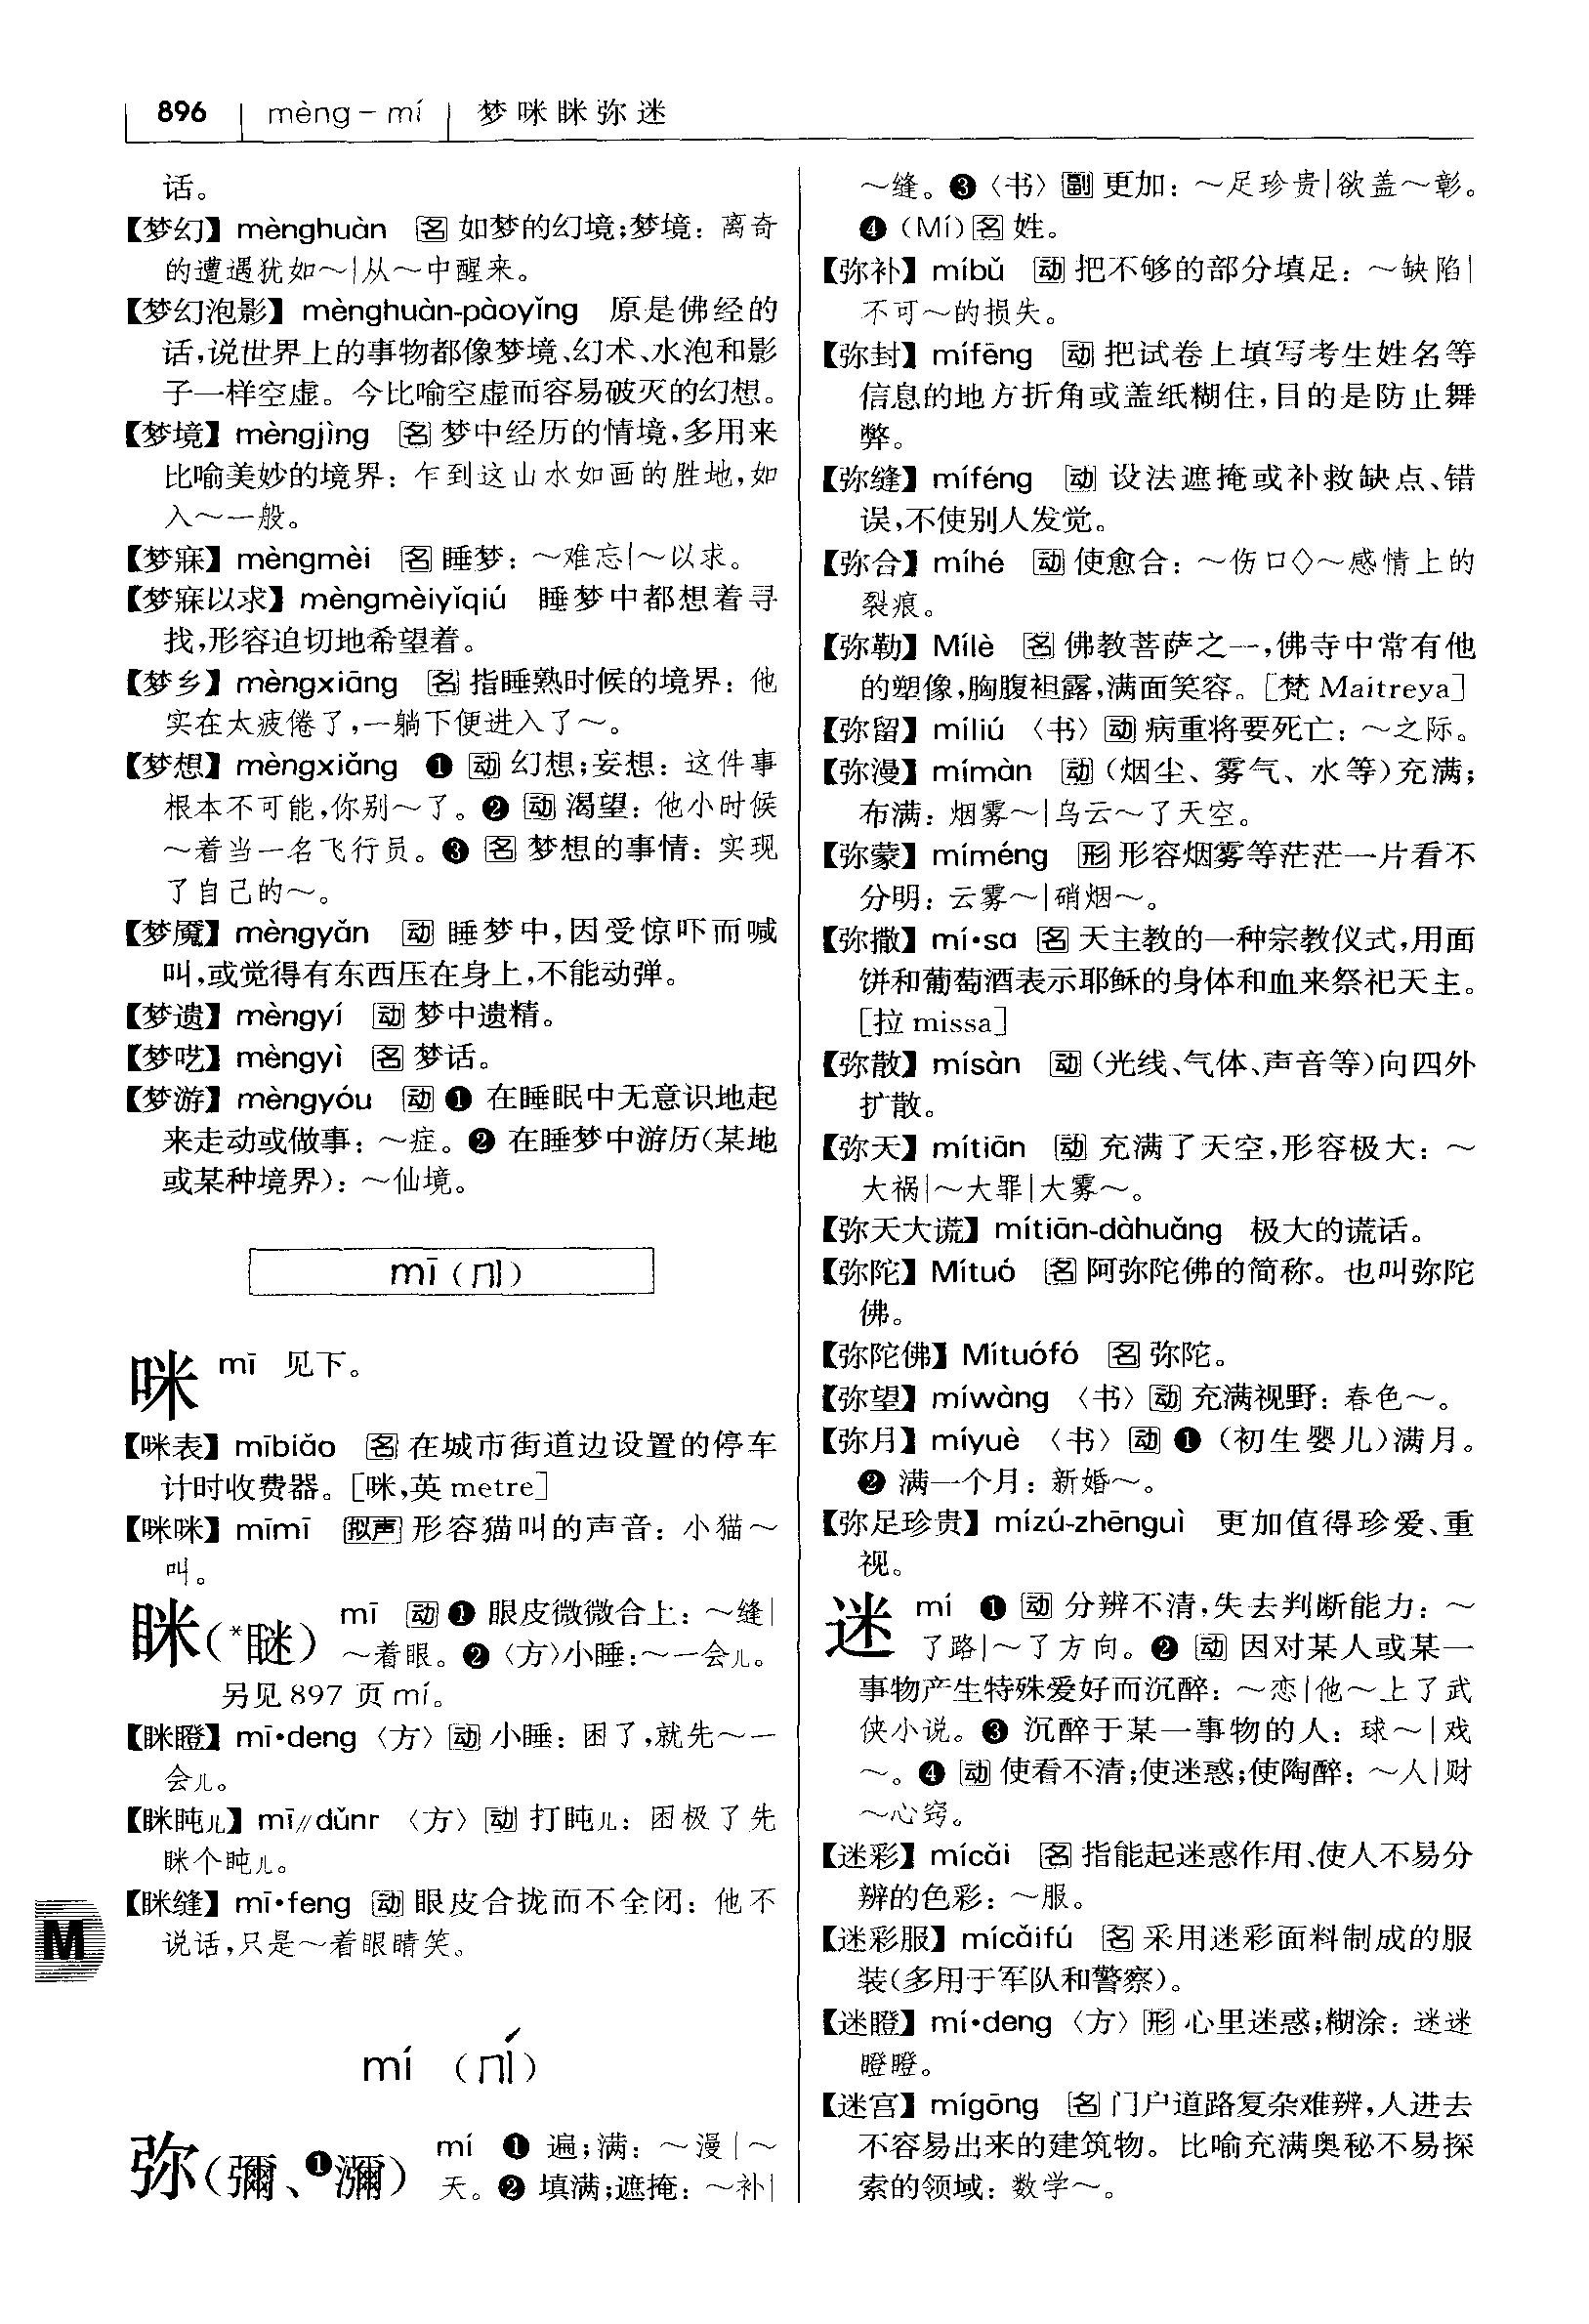 896 mèng–mí 梦咪眯弥迷
话。
【梦幻】mènghuàn 名 如梦的幻境;梦境：离奇
的遭遇犹如～|从～中醒来。
【梦幻泡影】mènghuàn-pàoyǐng 原是佛经的
话,说世界上的事物都像梦境、幻术、水泡和影
子一样空虚。今比喻空虚而容易破灭的幻想。
【梦境】mèngjìng 名 梦中经历的情境,多用来
比喻美妙的境界：乍到这山水如画的胜地,如
入～一般。
【梦寐】mèngmèi 名 睡梦：～难忘|～以求。
【梦寐以求】mèngmèiyǐqiú 睡梦中都想着寻
找,形容迫切地希望着。
【梦乡】mèngxiāng 名 指睡熟时候的境界：他
实在太疲倦了,一躺下便进入了～。
【梦想】mèngxiǎng ❶ 动 幻想;妄想：这件事
根本不可能,你别～了。❷ 动 渴望：他小时候
～着当一名飞行员。❸ 名 梦想的事情：实现
了自己的～。
【梦魇】mèngyǎn 动 睡梦中,因受惊吓而喊
叫,或觉得有东西压在身上,不能动弹。
【梦遗】mèngyí 动 梦中遗精。
【梦呓】mèngyì 名 梦话。
【梦游】mèngyóu 动 ❶ 在睡眠中无意识地起
来走动或做事：～症。❷ 在睡梦中游历(某地
或某种境界)：～仙境。
mī (ㄇㄧ)
咪 mī 见下。
【咪表】mībiǎo 名 在城市街道边设置的停车
计时收费器。[咪,英 metre]
【咪咪】mīmī 拟声 形容猫叫的声音：小猫～
叫。
眯(*瞇) mī 动 ❶ 眼皮微微合上：～缝|
～着眼。❷〈方〉小睡:～一会儿。
另见 897 页 mí。
【眯瞪】mī•deng〈方〉动 小睡：困了,就先～一
会儿。
【眯盹儿】mī//dǔnr〈方〉动 打盹儿：困极了先
眯个盹儿。
【眯缝】mī•feng 动 眼皮合拢而不全闭：他不
说话,只是～着眼睛笑。
M
mí (ㄇㄧˊ)
弥(彌、❶瀰) mí ❶ 遍;满：～漫|～
天。❷ 填满;遮掩：～补|
～缝。❸〈书〉副 更加：～足珍贵|欲盖～彰。
❹ (Mí) 名 姓。
【弥补】míbǔ 动 把不够的部分填足：～缺陷|
不可～的损失。
【弥封】mífēng 动 把试卷上填写考生姓名等
信息的地方折角或盖纸糊住,目的是防止舞
弊。
【弥缝】míféng 动 设法遮掩或补救缺点、错
误,不使别人发觉。
【弥合】míhé 动 使愈合：～伤口◇～感情上的
裂痕。
【弥勒】Mílè 名 佛教菩萨之一,佛寺中常有他
的塑像,胸腹袒露,满面笑容。[梵 Maitreya]
【弥留】míliú〈书〉动 病重将要死亡：～之际。
【弥漫】mímàn 动 (烟尘、雾气、水等)充满;
布满：烟雾～|乌云～了天空。
【弥蒙】míméng 形 形容烟雾等茫茫一片看不
分明：云雾～|硝烟～。
【弥撒】mí•sa 名 天主教的一种宗教仪式,用面
饼和葡萄酒表示耶稣的身体和血来祭祀天主。
[拉 missa]
【弥散】mísàn 动 (光线、气体、声音等)向四外
扩散。
【弥天】mítiān 动 充满了天空,形容极大：～
大祸|～大罪|大雾～。
【弥天大谎】mítiān-dàhuǎng 极大的谎话。
【弥陀】Mítuó 名 阿弥陀佛的简称。也叫弥陀
佛。
【弥陀佛】Mítuófó 名 弥陀。
【弥望】míwàng〈书〉动 充满视野：春色～。
【弥月】míyuè〈书〉动 ❶ (初生婴儿)满月。
❷ 满一个月：新婚～。
【弥足珍贵】mízú-zhēnguì 更加值得珍爱、重
视。
迷 mí ❶ 动 分辨不清,失去判断能力：～
了路|～了方向。❷ 动 因对某人或某一
事物产生特殊爱好而沉醉：～恋|他～上了武
侠小说。❸ 沉醉于某一事物的人：球～|戏
～。❹ 动 使看不清;使迷惑;使陶醉：～人|财
～心窍。
【迷彩】mícǎi 名 指能起迷惑作用、使人不易分
辨的色彩：～服。
【迷彩服】mícǎifú 名 采用迷彩面料制成的服
装(多用于军队和警察)。
【迷瞪】mí•deng〈方〉形 心里迷惑;糊涂：迷迷
瞪瞪。
【迷宫】mígōng 名 门户道路复杂难辨,人进去
不容易出来的建筑物。比喻充满奥秘不易探
索的领域：数学～。